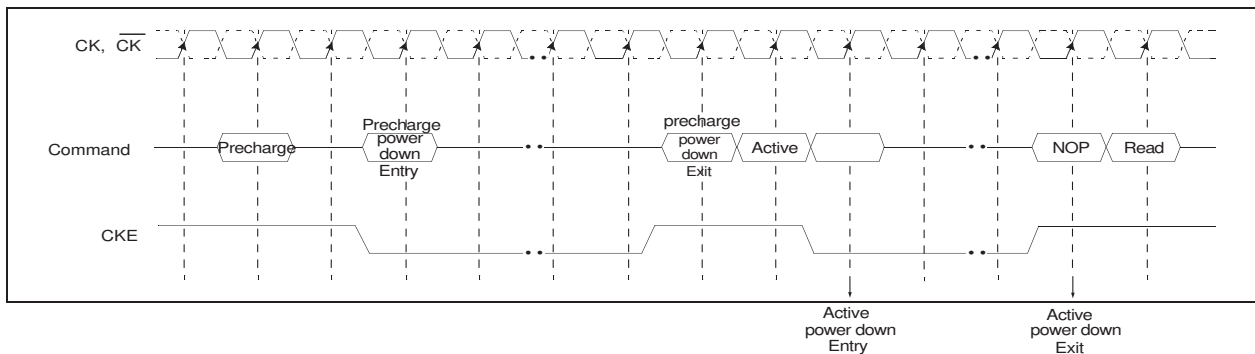 CK, CK
Command
Precharge
Precharge
power
down
Entry
precharge
power
down
Exit
Active
NOP
Read
CKE
Active
power down
Entry
Active
power down
Exit